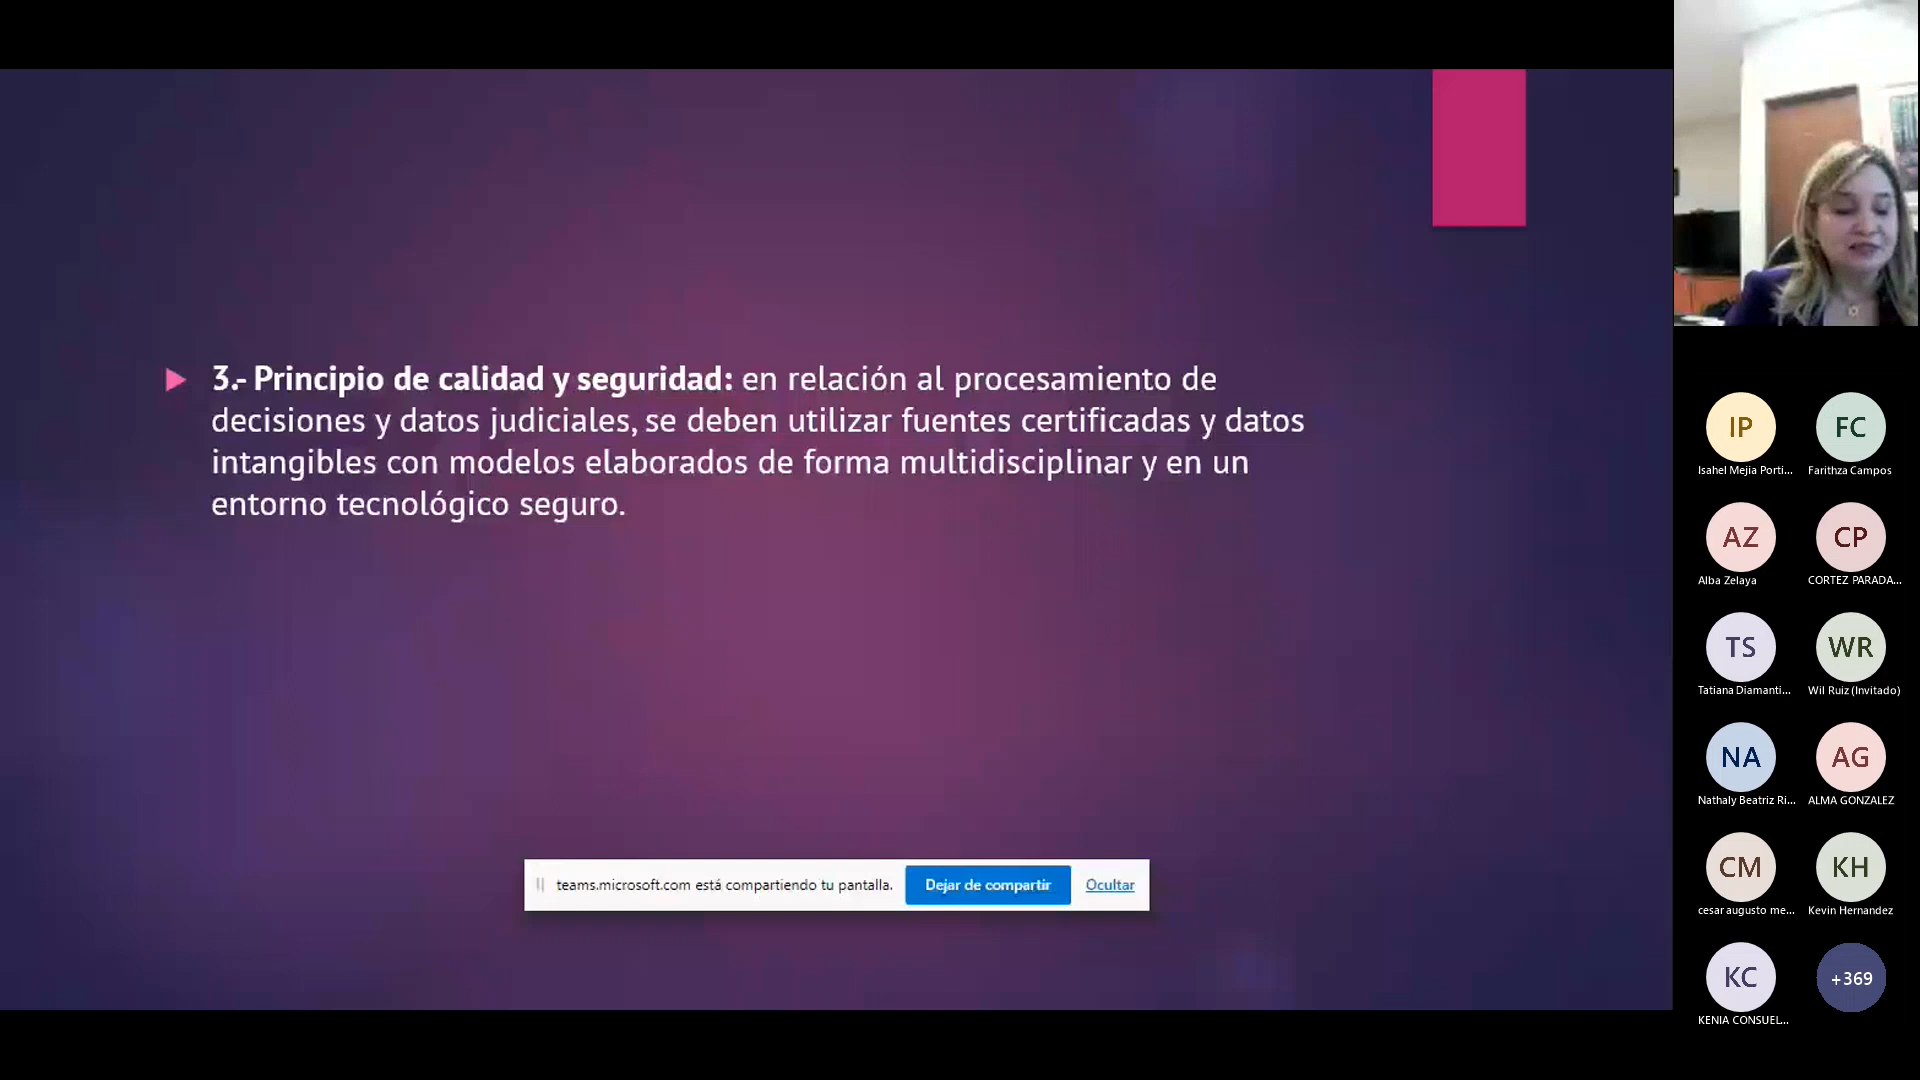 3.- Principio de calidad y seguridad: en relación al procesamiento de
decisiones y datos judiciales, se deben utilizar fuentes certificadas y datos
intangibles con modelos elaborados de forma multidisciplinar y en un
entorno tecnológico seguro.
teams.microsoft.com está compartiendo tu pantalla.
Dejar de compartir
Ocultar
IP
FC
Isahel Mejia Porti...
Farithza Campos
AZ
CP
Alba Zelaya
CORTEZ PARADA...
TS
WR
Tatiana Diamanti...
Wil Ruiz (Invitado)
NA
AG
Nathaly Beatriz Ri...
ALMA GONZALEZ
CM
KH
cesar augusto me...
Kevin Hernandez
KC
+369
KENIA CONSUEL...